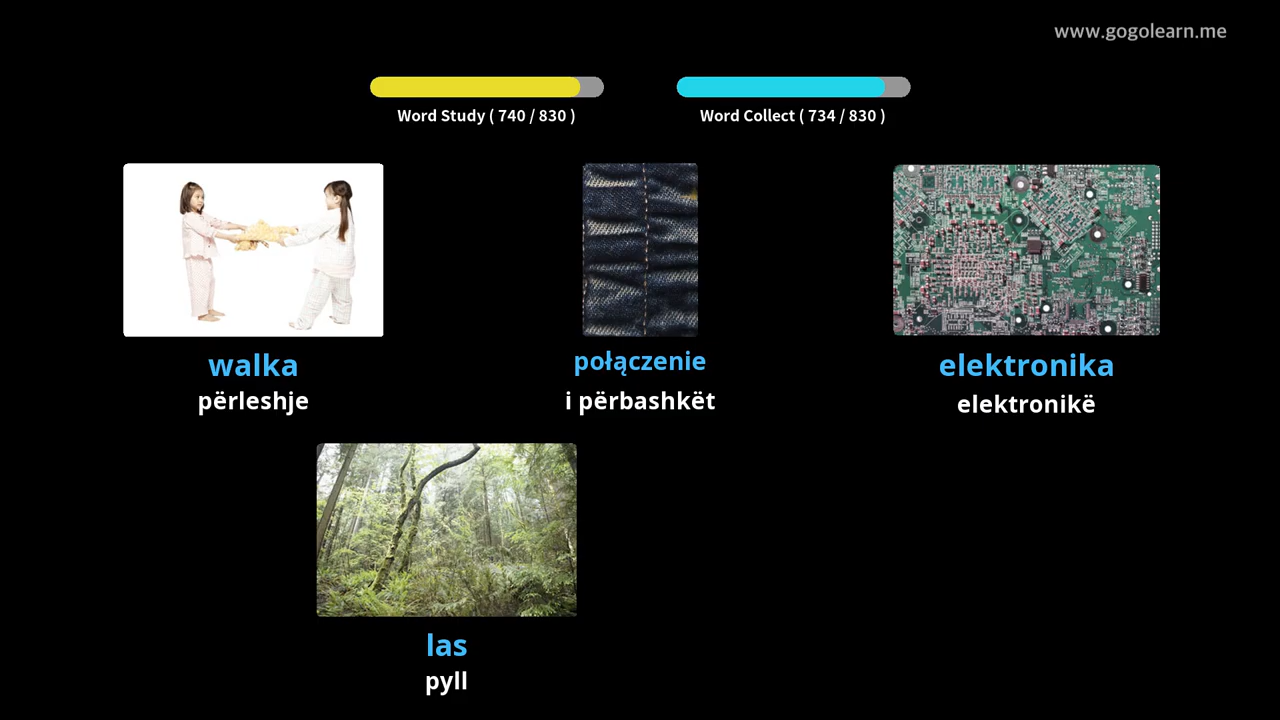 www.gogolearn.me
Word Study ( 740 / 830 )
Word Collect ( 734 / 830 )
walka
përleshje
połączenie
i përbashkët
elektronika
elektronikë
las
pyll